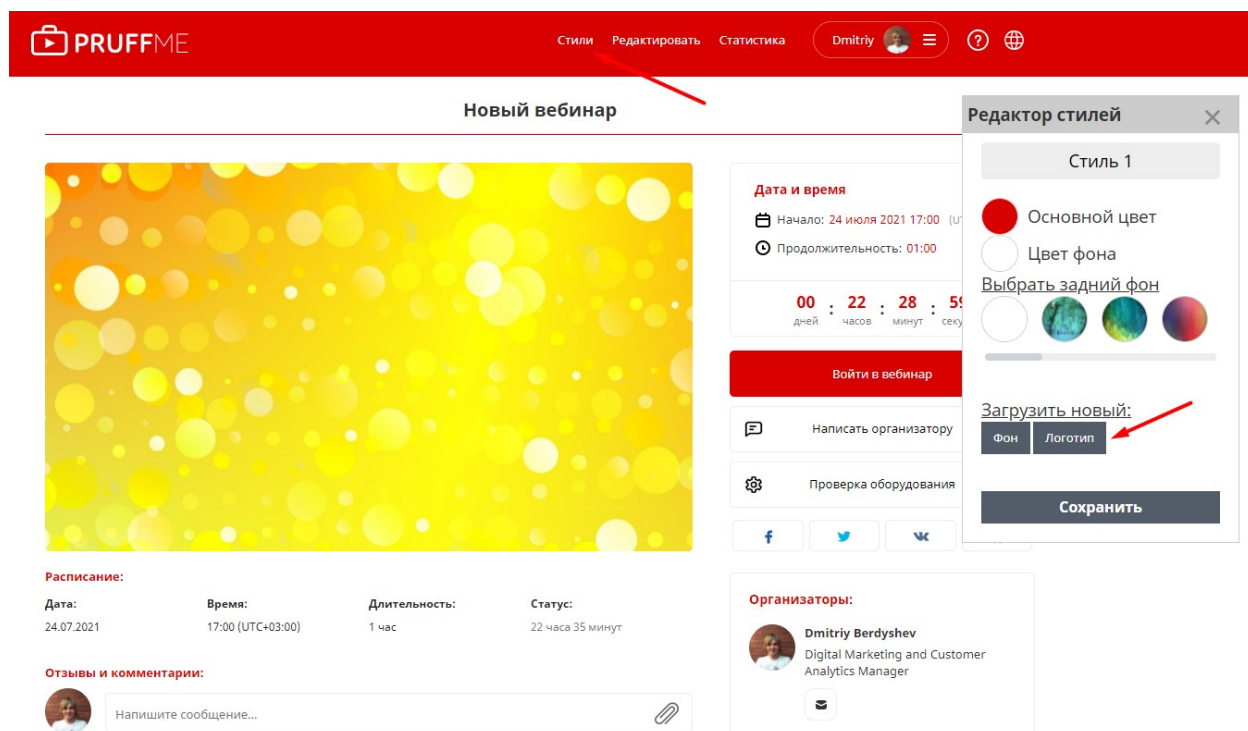 PRUFFME
Стили Редактировать Статистика Dmitriy
Новый вебинар
Дата и время
Начало: 24 июля 2021 17:00
Продолжительность: 01:00
00 : 22 : 28 :
дней часов минут
Войти в вебинар
Написать организатору
Проверка оборудования
Редактор стилей
Стиль 1
Основной цвет
Цвет фона
Выбрать задний фон
Загрузить новый:
Фон Логотип
Сохранить
Расписание:
Дата: Время: Длительность: Статус:
24.07.2021 17:00 (UTC+03:00) 1 час 22 часа 35 минут
Отзывы и комментарии:
Напишите сообщение...
Организаторы:
Dmitriy Berdyshev
Digital Marketing and Customer
Analytics Manager